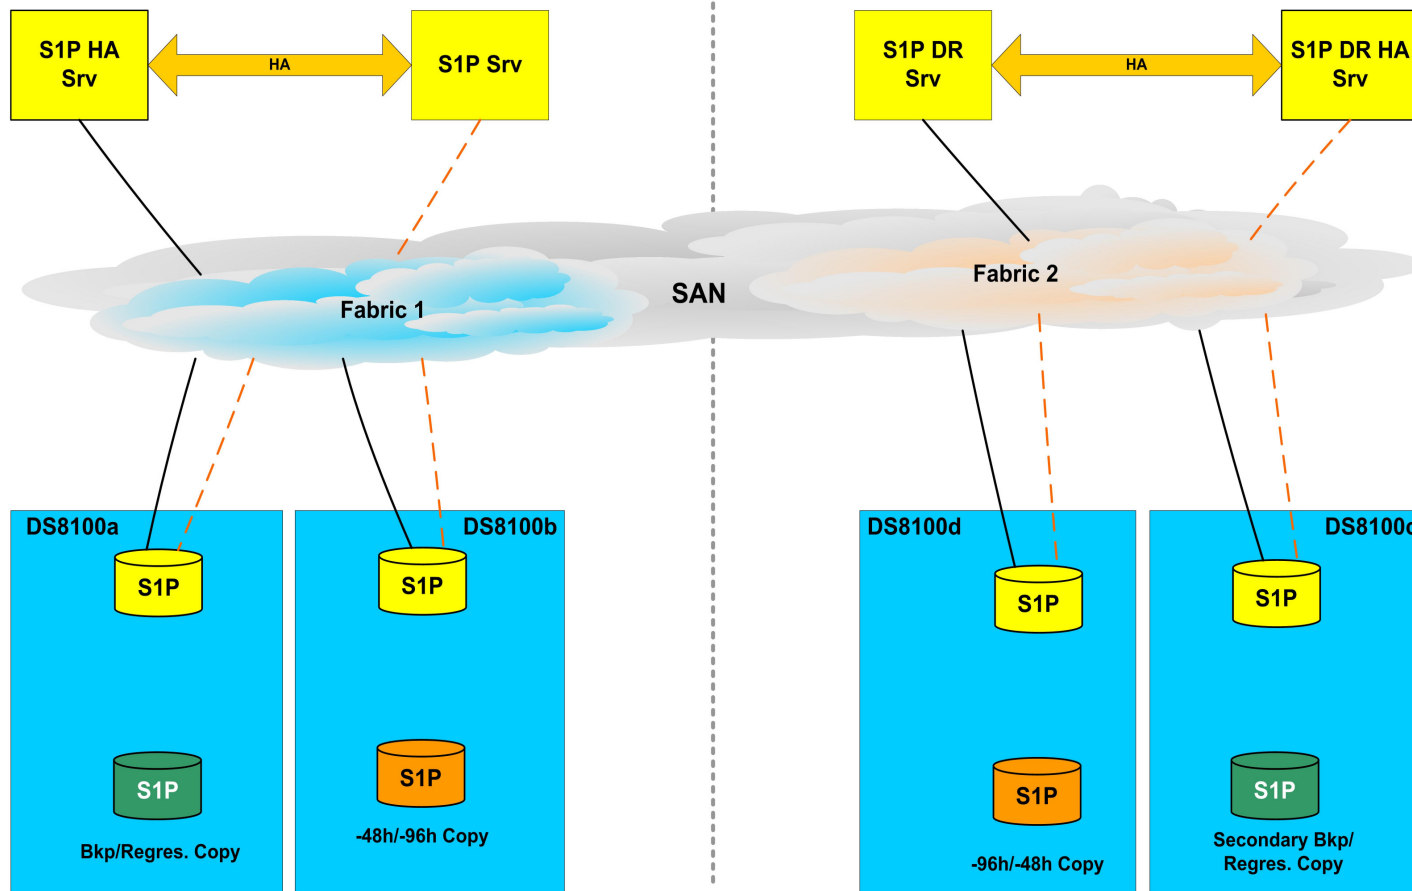 S1P HA
Srv
HA
S1P Srv
S1P DR
Srv
HA
S1P DR HA
Srv
Fabric 1
SAN
Fabric 2
DS8100a
DS8100b
DS8100d
DS8100c
S1P
S1P
S1P
S1P
S1P
S1P
S1P
S1P
Bkp/Regres. Copy
-48h/-96h Copy
-96h/-48h Copy
Secondary Bkp/
Regres. Copy